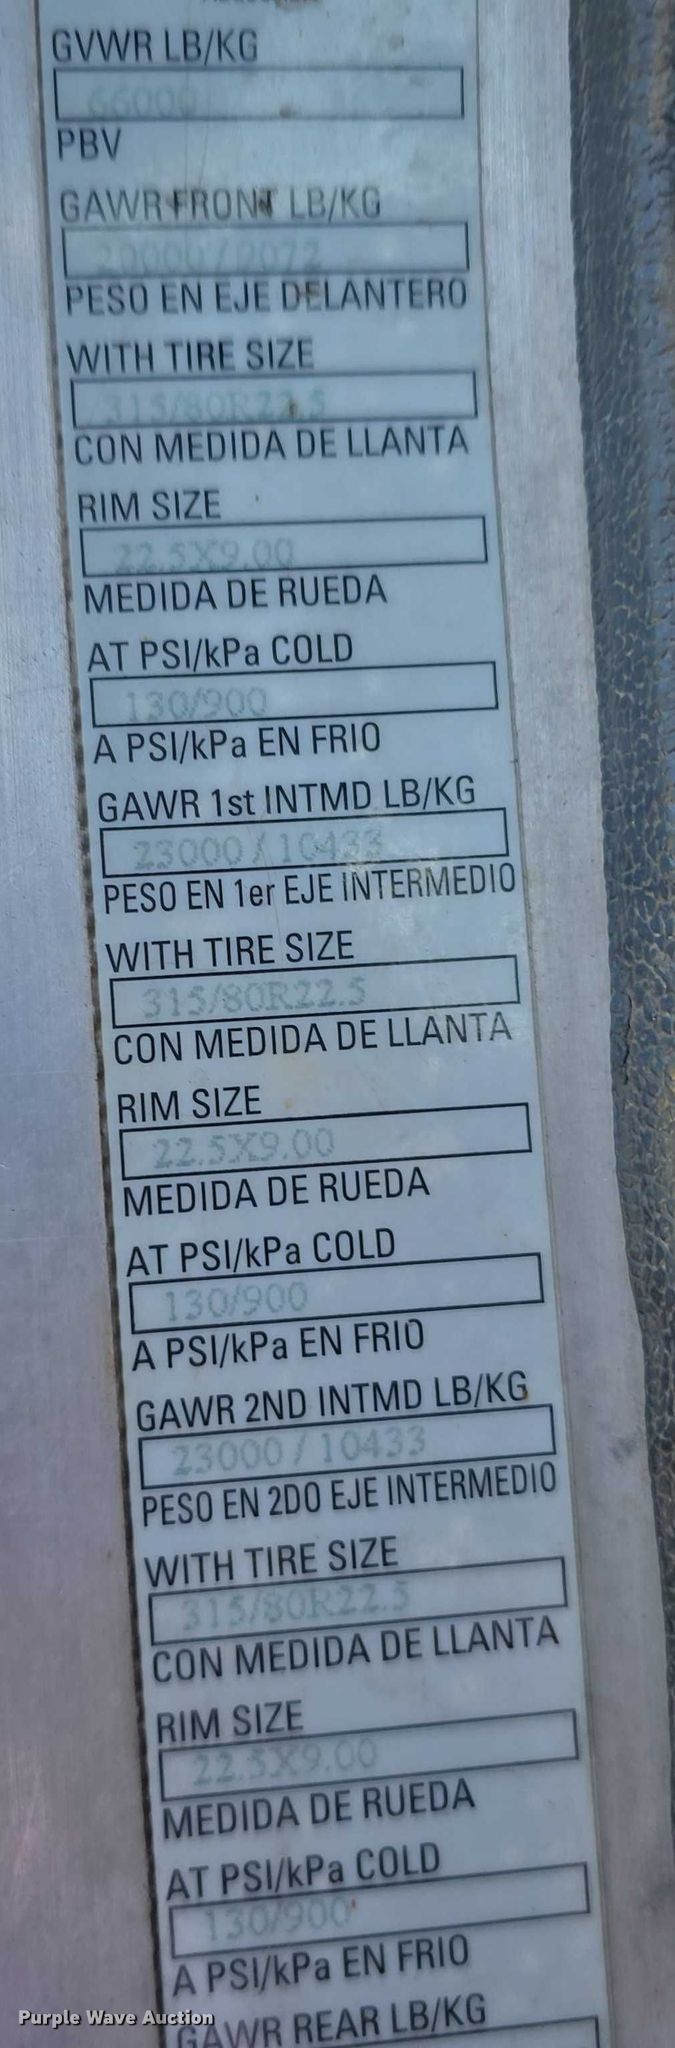 GVWR LB/KG
66000
PBV
GAWR FRONT LB/KG
20000 / 9072
PESO EN EJE DELANTERO
WITH TIRE SIZE
315/80R22.5
CON MEDIDA DE LLANTA
RIM SIZE
22.5X9.00
MEDIDA DE RUEDA
AT PSI/kPa COLD
130/900
A PSI/kPa EN FRIO
GAWR 1st INTMD LB/KG
23000 / 10433
PESO EN 1er EJE INTERMEDIO
WITH TIRE SIZE
315/80R22.5
CON MEDIDA DE LLANTA
RIM SIZE
22.5X9.00
MEDIDA DE RUEDA
AT PSI/kPa COLD
130/900
A PSI/kPa EN FRIO
GAWR 2ND INTMD LB/KG
23000 / 10433
PESO EN 2DO EJE INTERMEDIO
WITH TIRE SIZE
315/80R22.5
CON MEDIDA DE LLANTA
RIM SIZE
22.5X9.00
MEDIDA DE RUEDA
AT PSI/kPa COLD
130/900
A PSI/kPa EN FRIO
GAWR REAR LB/KG
Purple Wave Auction